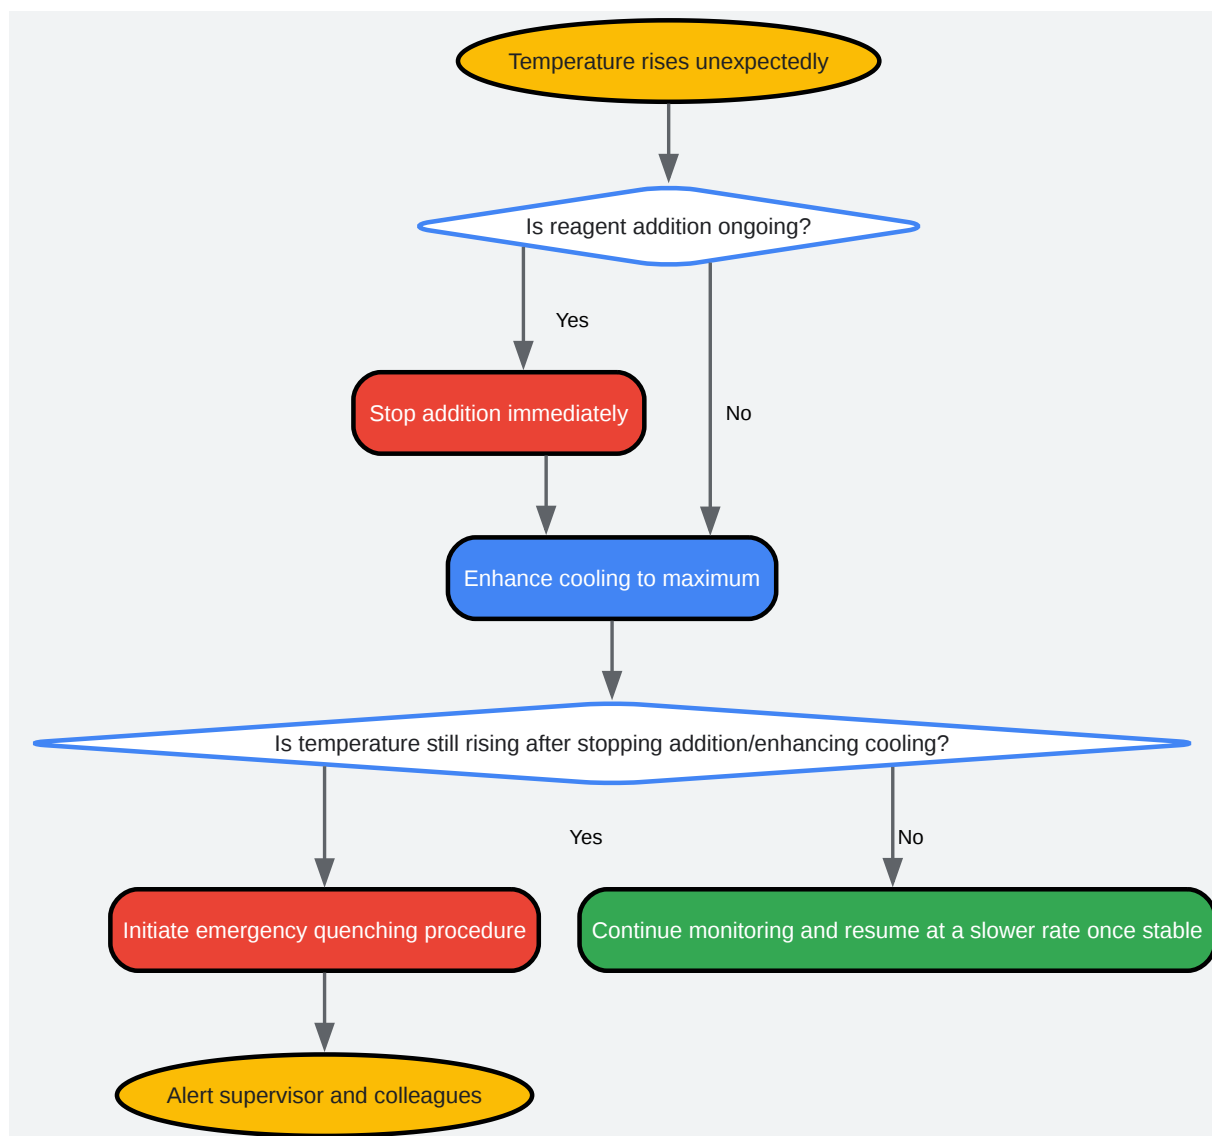 Temperature rises unexpectedly
Is reagent addition ongoing?
Yes
Stop addition immediately
No
Enhance cooling to maximum
Is temperature still rising after stopping addition/enhancing cooling?
Yes
No
Initiate emergency quenching procedure
Continue monitoring and resume at a slower rate once stable
Alert supervisor and colleagues